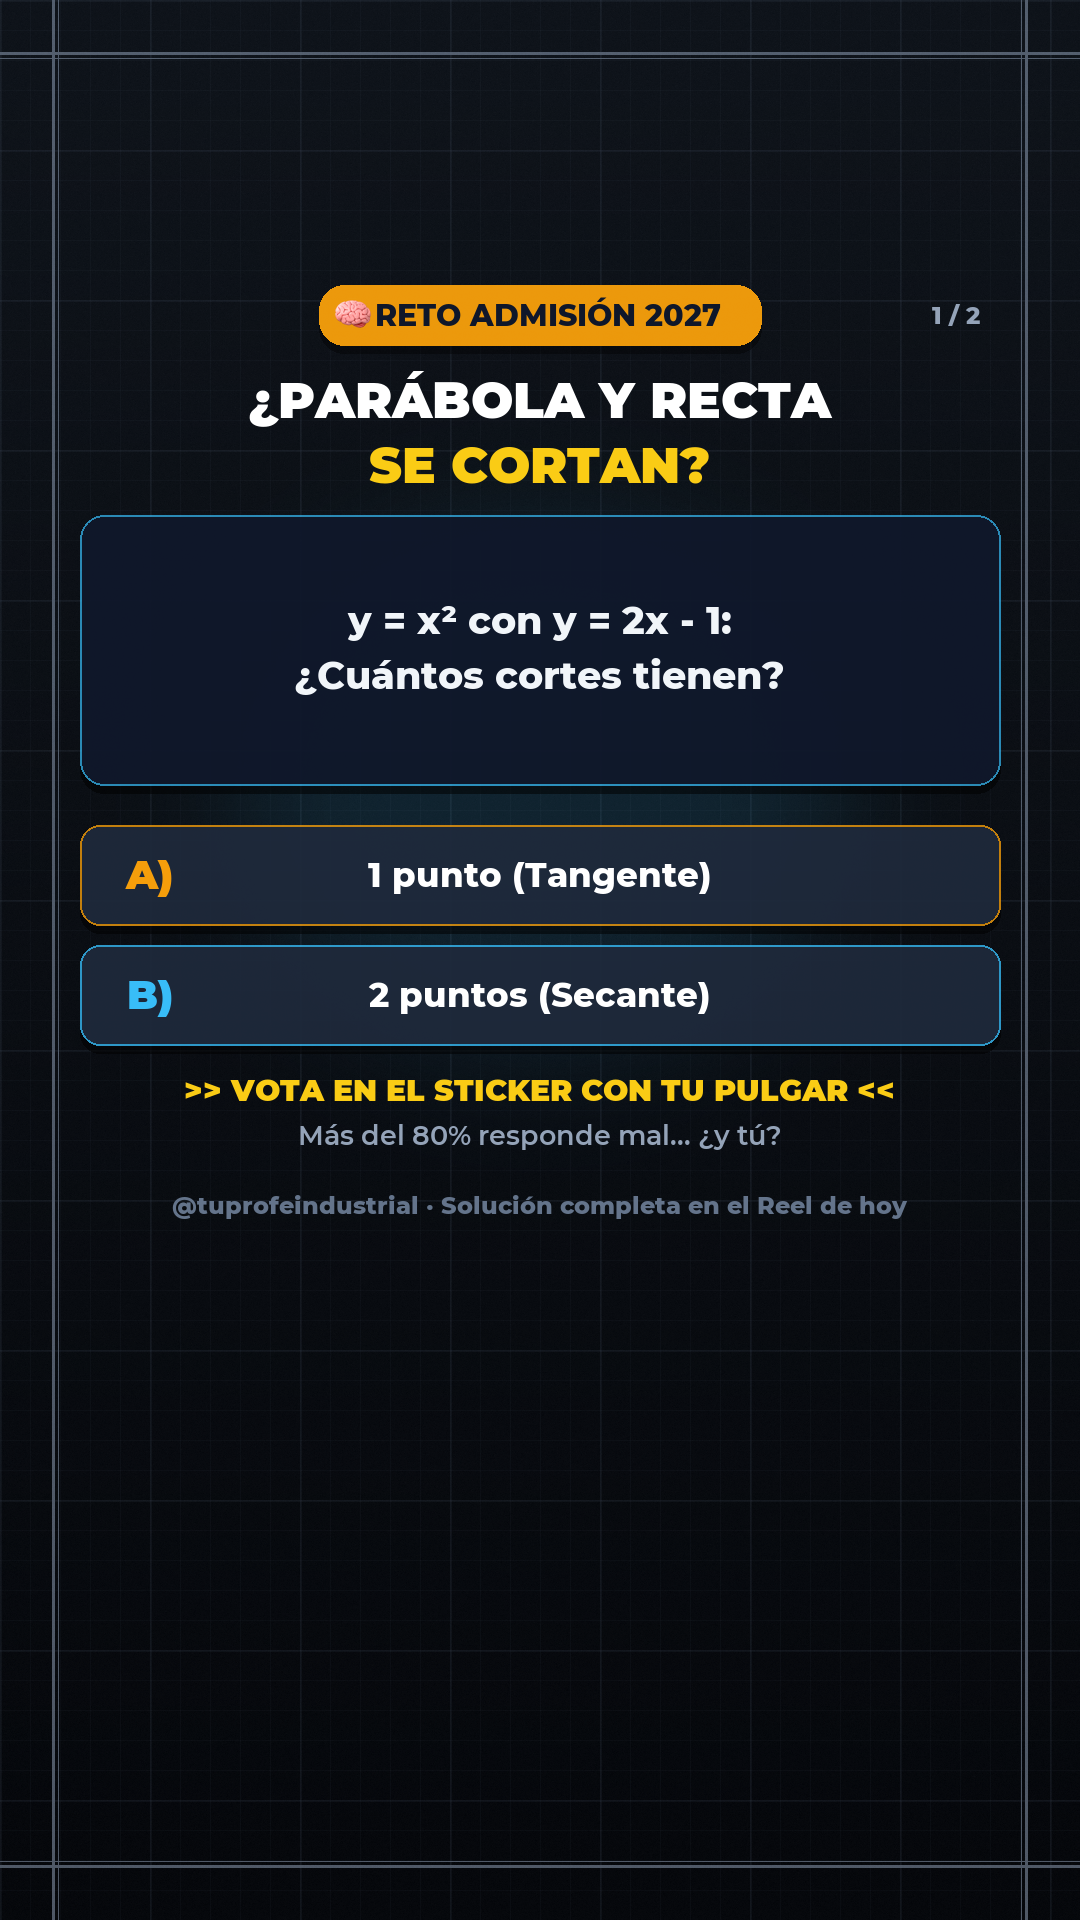 🧠RETO ADMISIÓN 2027
1 / 2
¿PARÁBOLA Y RECTA
SE CORTAN?
y = x² con y = 2x - 1:
¿Cuántos cortes tienen?
A) 1 punto (Tangente)
B) 2 puntos (Secante)
>> VOTA EN EL STICKER CON TU PULGAR <<
Más del 80% responde mal... ¿y tú?
@tuprofeindustrial · Solución completa en el Reel de hoy